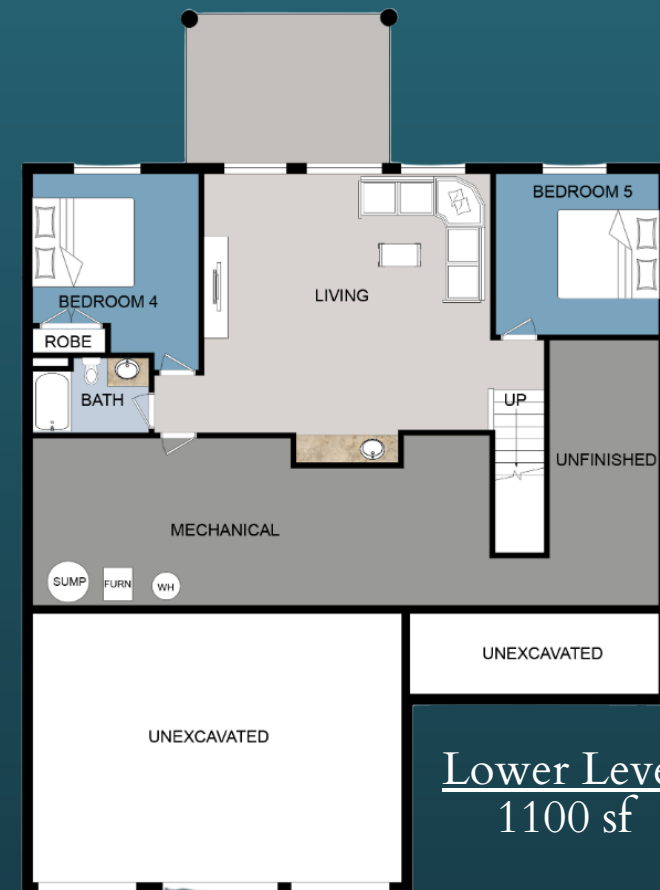 BEDROOM 5
LIVING
BEDROOM 4
ROBE
BATH
UP
UNFINISHED
MECHANICAL
SUMP
FURN
WH
UNEXCAVATED
UNEXCAVATED
Lower Leve
1100 sf